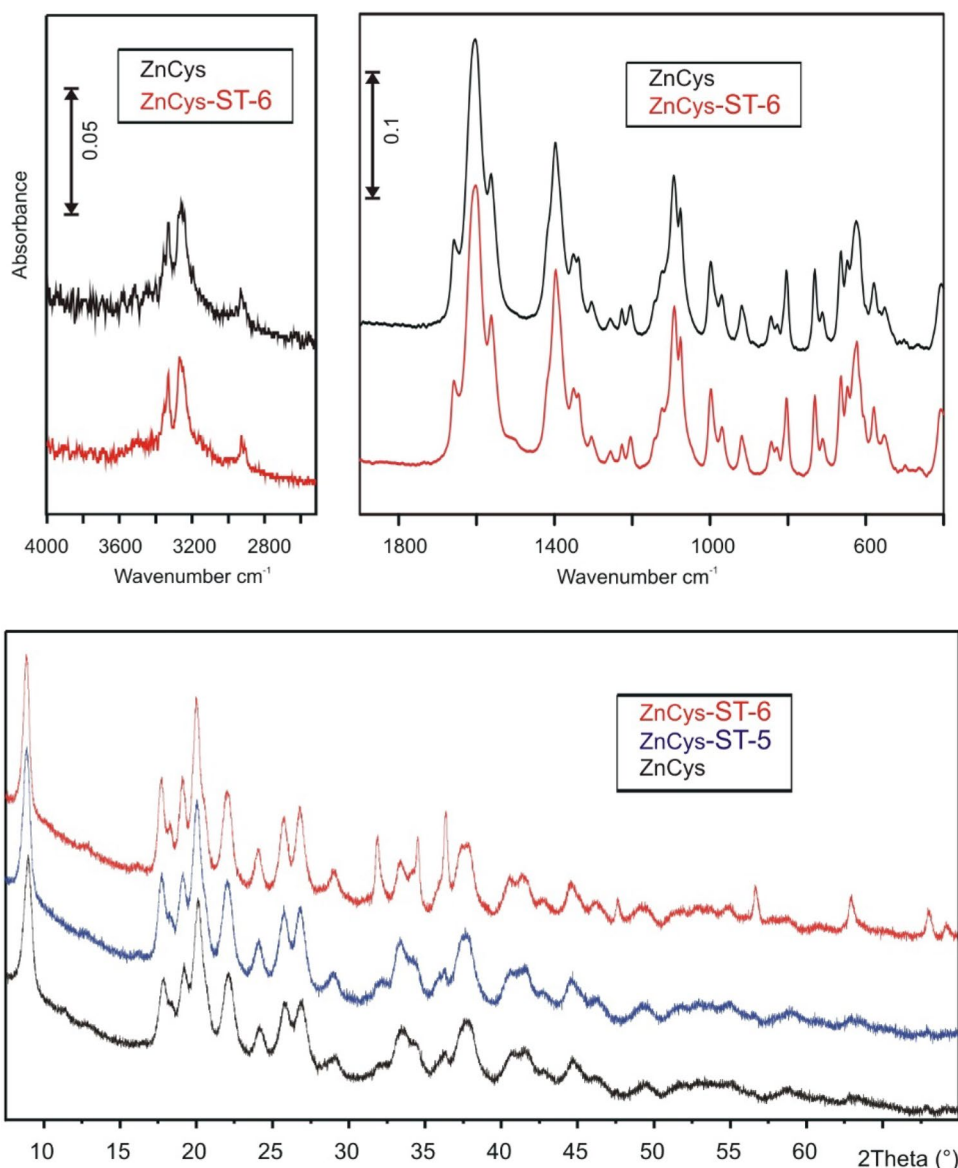 ZnCys
ZnCys-ST-6
0.05
Absorbance
4000 3600 3200 2800
Wavenumber cm⁻¹
ZnCys
ZnCys-ST-6
0.1
1800 1400 1000 600
Wavenumber cm⁻¹
ZnCys-ST-6
ZnCys-ST-5
ZnCys
10 15 20 25 30 35 40 45 50 55 60 2Theta (°)